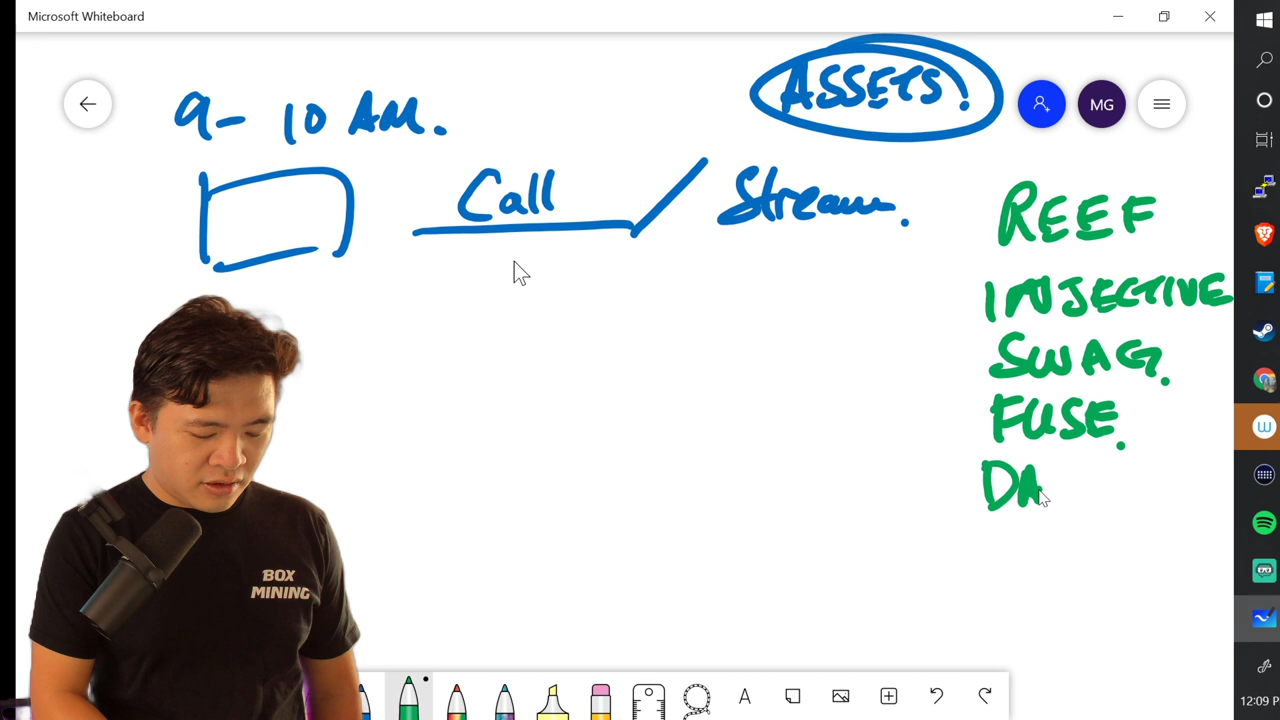 Microsoft Whiteboard
ASSETS!
9- 10 AM.
MG
Call
Stream.
REEF
INJECTIVE
SWAG.
FUSE.
DA
BOX
MINING
A
12:09 P